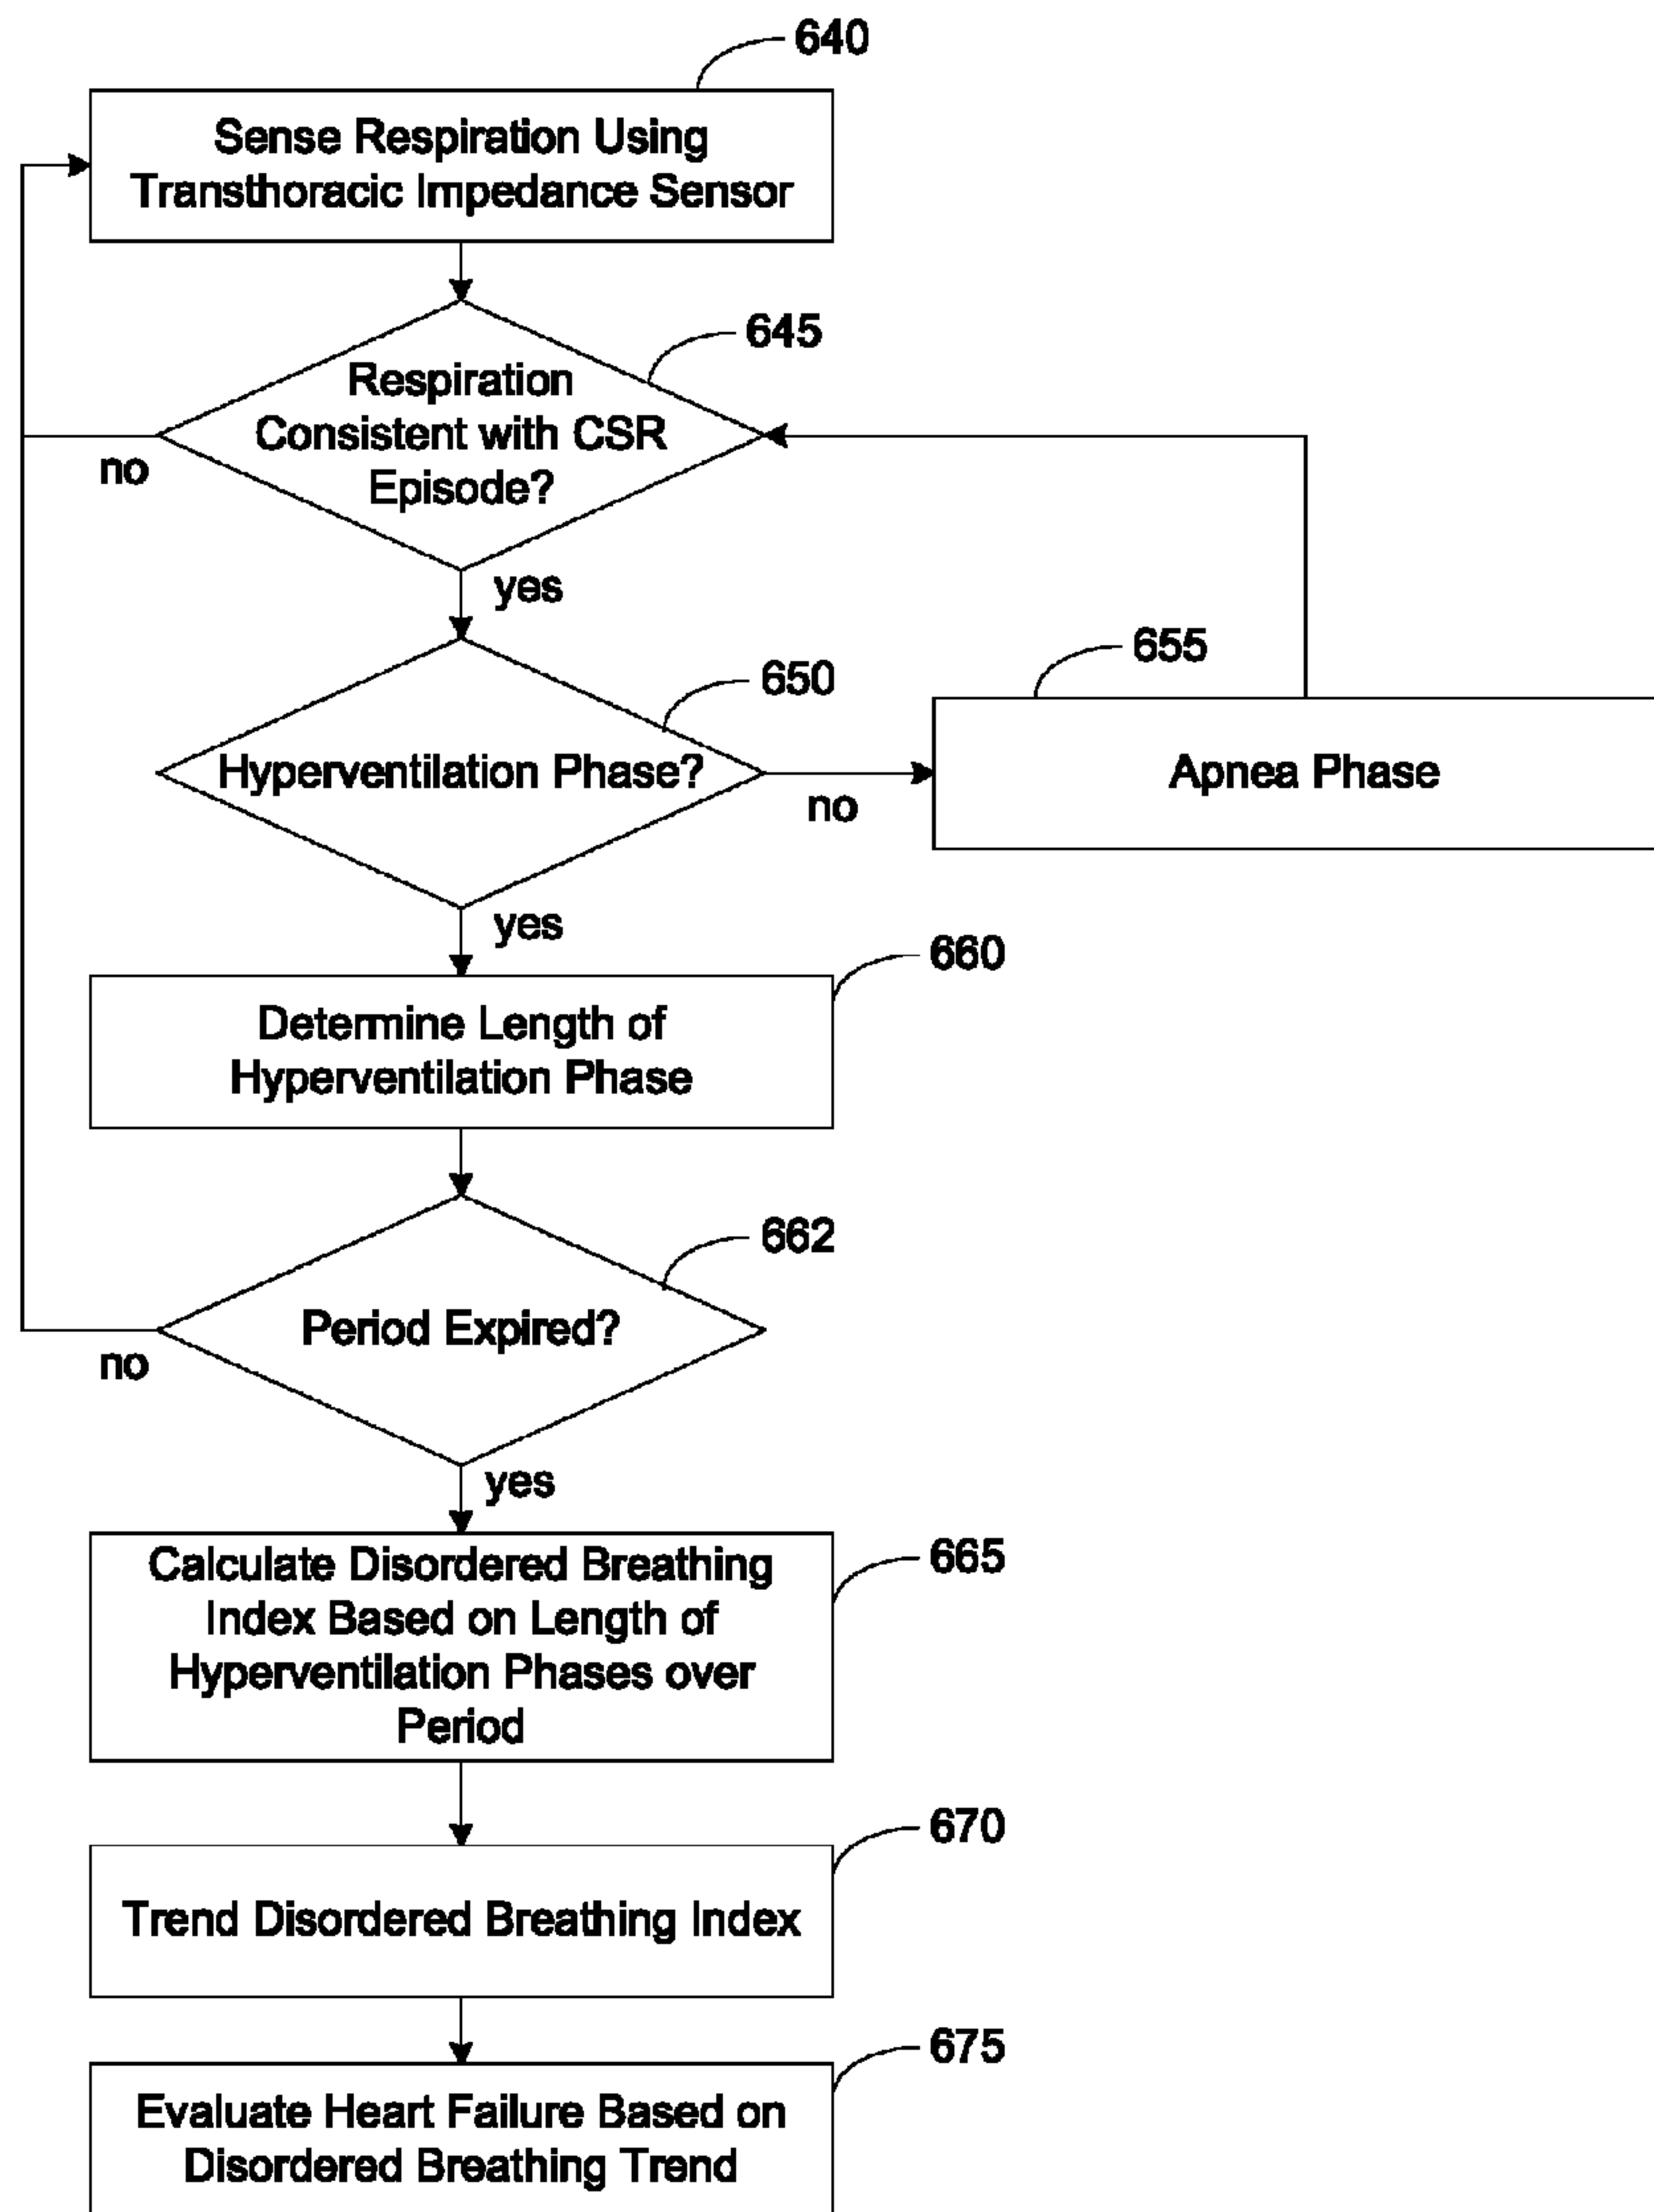 640
Sense Respiration Using
Transthoracic Impedance Sensor
645
Respiration
Consistent with CSR
Episode?
no
yes
650
655
Hyperventilation Phase?
no
Apnea Phase
yes
660
Determine Length of
Hyperventilation Phase
662
Period Expired?
no
yes
665
Calculate Disordered Breathing
Index Based on Length of
Hyperventilation Phases over
Period
670
Trend Disordered Breathing Index
675
Evaluate Heart Failure Based on
Disordered Breathing Trend